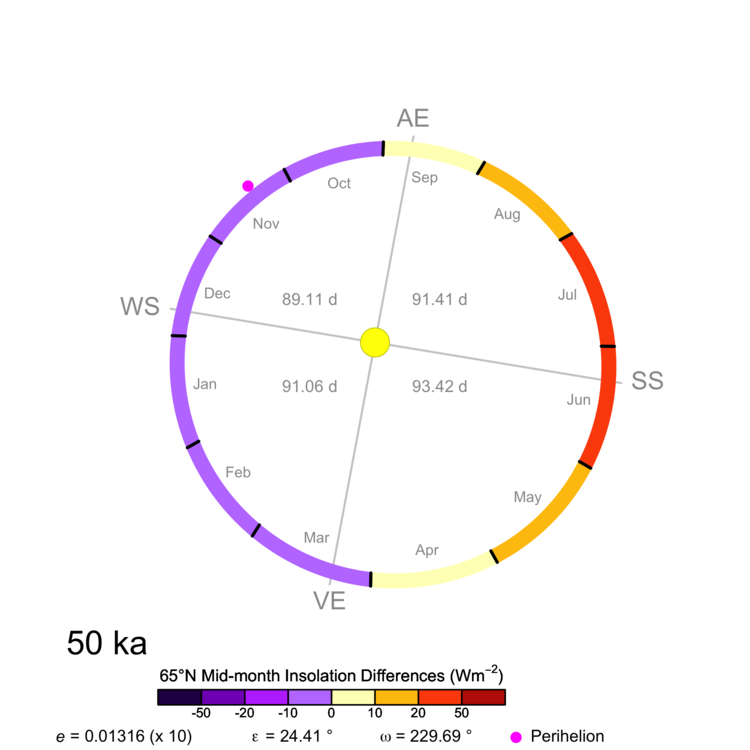 AE
Oct
Sep
Nov
Aug
WS
Dec
89.11 d
91.41 d
Jul
Jan
91.06 d
93.42 d
Jun
SS
Feb
May
Mar
Apr
VE
50 ka
65°N Mid-month Insolation Differences (Wm⁻²)
-50 -20 -10 0 10 20 50
e = 0.01316 (x 10) ε = 24.41 ° ω = 229.69 ° Perihelion